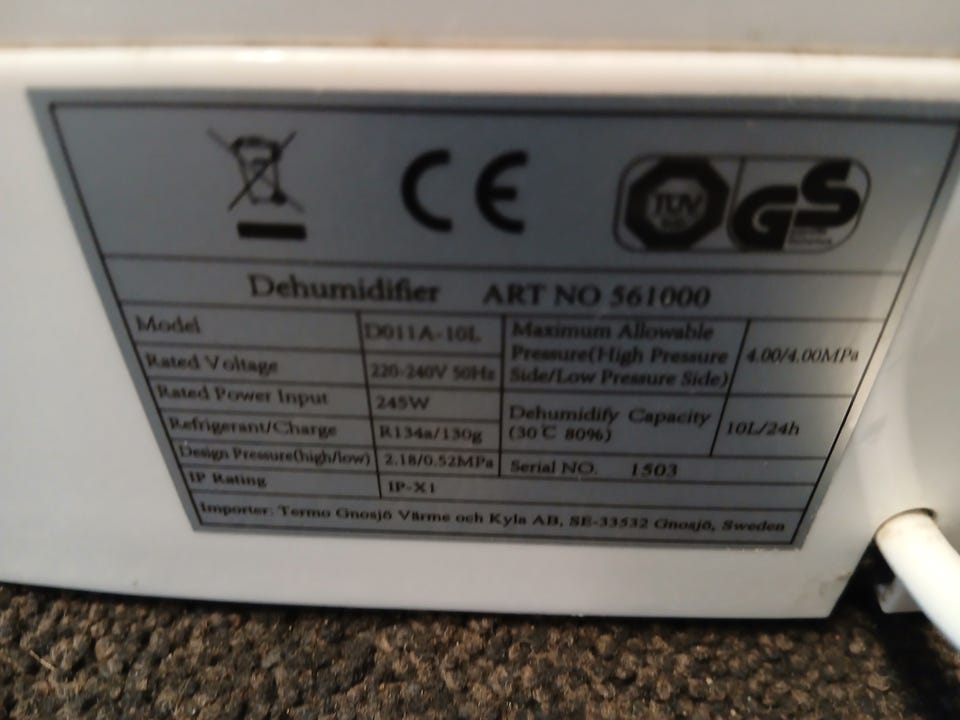 CE
TÜV
GS
Dehumidifier ART NO 561000
Model D011A-10L
Rated Voltage 220-240V 50Hz
Rated Power Input 245W
Refrigerant/Charge R134a/130g
Design Pressure(high/low) 2.18/0.52MPa
IP Rating IP-X1
Maximum Allowable
Pressure(High Pressure
Side/Low Pressure Side)
4.00/4.00MPa
Dehumidify Capacity
(30℃ 80%)
10L/24h
Serial NO. 1503
Importer: Termo Gnosjö Värme och Kyla AB, SE-33532 Gnosjö, Sweden